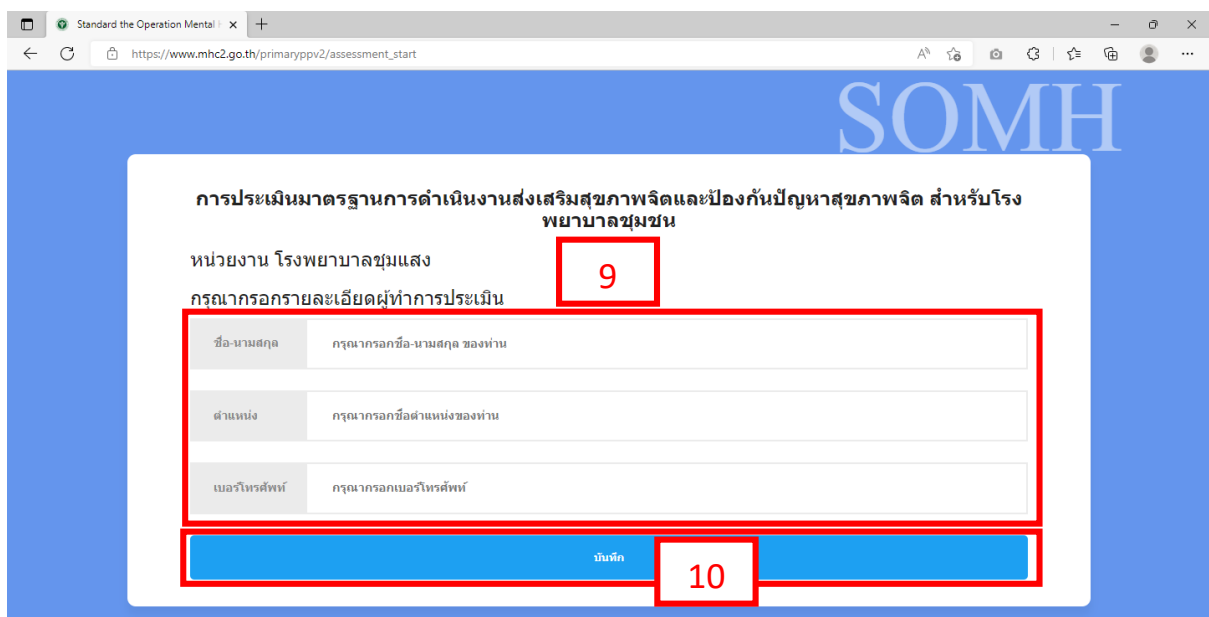 Standard the Operation Mental H
https://www.mhc2.go.th/primaryppv2/assessment_start
SOMH
การประเมินมาตรฐานการดำเนินงานส่งเสริมสุขภาพจิตและป้องกันปัญหาสุขภาพจิต สำหรับโรง
พยาบาลชุมชน
หน่วยงาน โรงพยาบาลชุมแสง
9
กรุณากรอกรายละเอียดผู้ทำการประเมิน
ชื่อ-นามสกุล กรุณากรอกชื่อ-นามสกุล ของท่าน
ตำแหน่ง กรุณากรอกชื่อตำแหน่งของท่าน
เบอร์โทรศัพท์ กรุณากรอกเบอร์โทรศัพท์
บันทึก
10